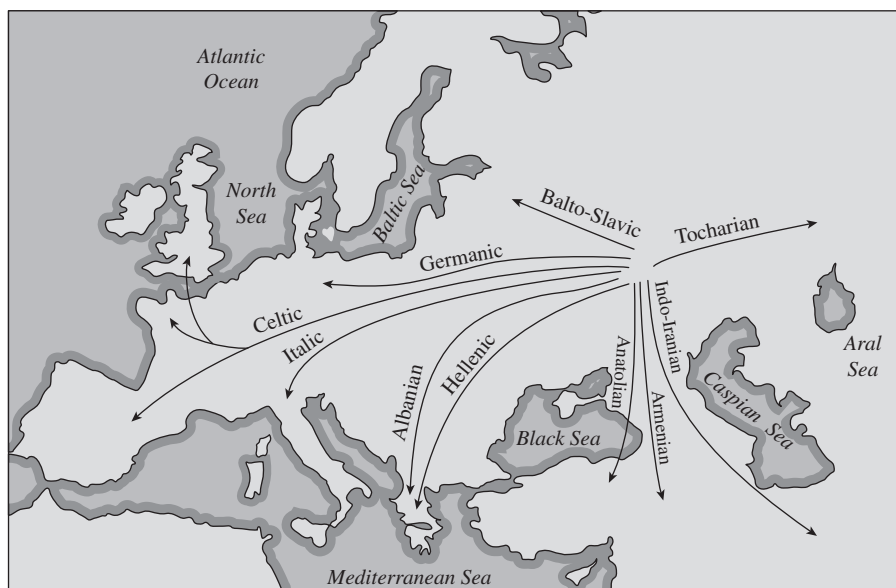 Atlantic
Ocean
North
Sea
Baltic Sea
Balto-Slavic
Tocharian
Germanic
Celtic
Italic
Albanian
Hellenic
Anatolian
Armenian
Indo-Iranian
Aral
Sea
Caspian Sea
Black Sea
Mediterranean Sea